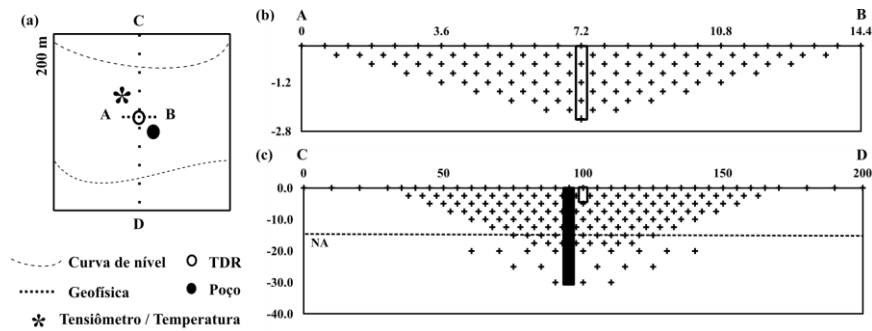 (a)
C
200 m
A
B
D
Curva de nível
TDR
Geofísica
Poço
Tensiômetro / Temperatura
(b)
A
B
0
3.6
7.2
10.8
14.4
-1.2
-2.8
(c)
C
D
50
100
150
200
0.0
-10.0
NA
-20.0
-30.0
-40.0